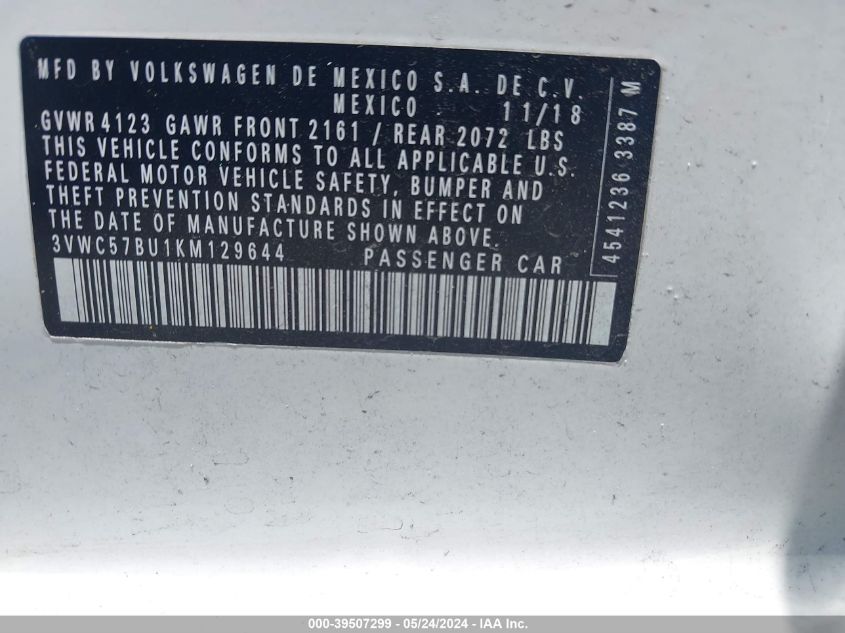 MFD BY VOLKSWAGEN DE MEXICO S.A. DE C.V.
MEXICO 11/18
GVWR 4123 GAWR FRONT 2161 / REAR 2072 LBS
THIS VEHICLE CONFORMS TO ALL APPLICABLE U.S.
FEDERAL MOTOR VEHICLE SAFETY, BUMPER AND
THEFT PREVENTION STANDARDS IN EFFECT ON
THE DATE OF MANUFACTURE SHOWN ABOVE.
3VWC57BU1KM129644 PASSENGER CAR
4541236 3387 M
000-39507299 - 05/24/2024 - IAA Inc.